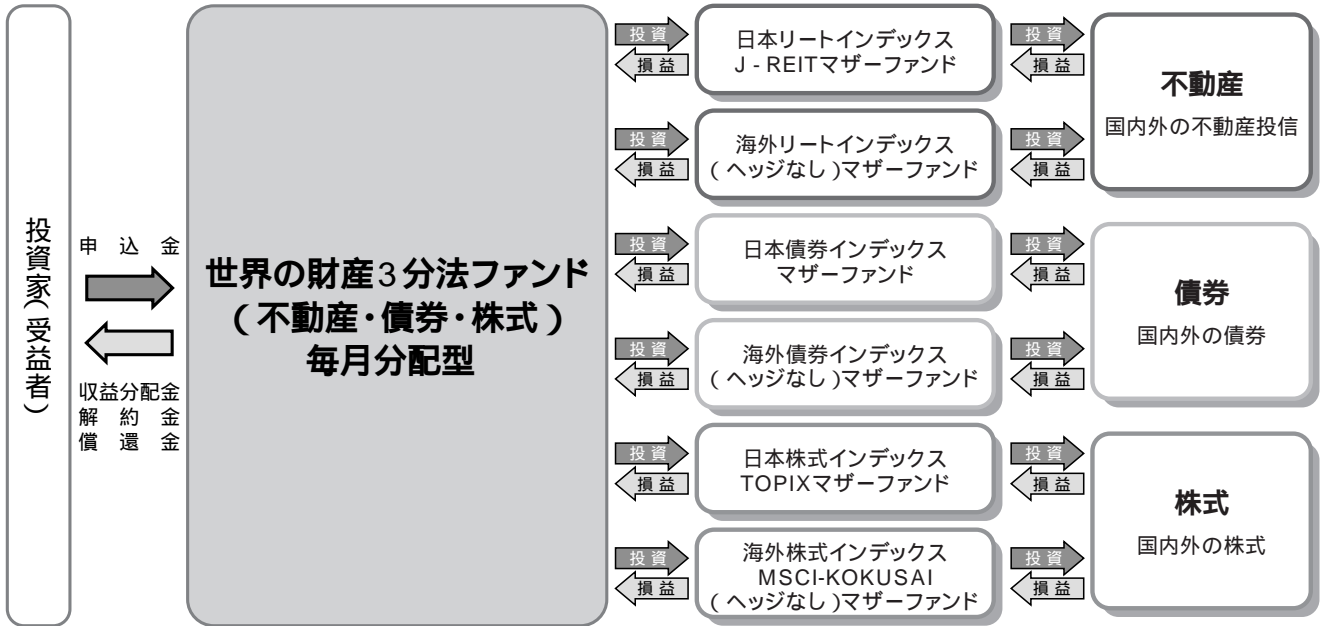 投資家(受益者)
申 込 金
収益分配金
解 約 金
償 還 金
世界の財産3分法ファンド
(不動産・債券・株式)
毎月分配型
投資
損益
日本リートインデックス
J-REITマザーファンド
投資
損益
投資
損益
海外リートインデックス
(ヘッジなし)マザーファンド
投資
損益
不動産
国内外の不動産投信
投資
損益
日本債券インデックス
マザーファンド
投資
損益
投資
損益
海外債券インデックス
(ヘッジなし)マザーファンド
投資
損益
債券
国内外の債券
投資
損益
日本株式インデックス
TOPIXマザーファンド
投資
損益
投資
損益
海外株式インデックス
MSCI-KOKUSAI
(ヘッジなし)マザーファンド
投資
損益
株式
国内外の株式